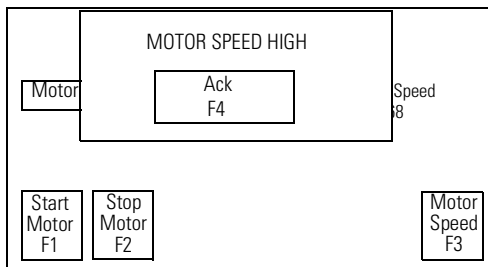 MOTOR SPEED HIGH
Ack
F4
Motor
Speed
Start
Motor
F1
Stop
Motor
F2
Motor
Speed
F3